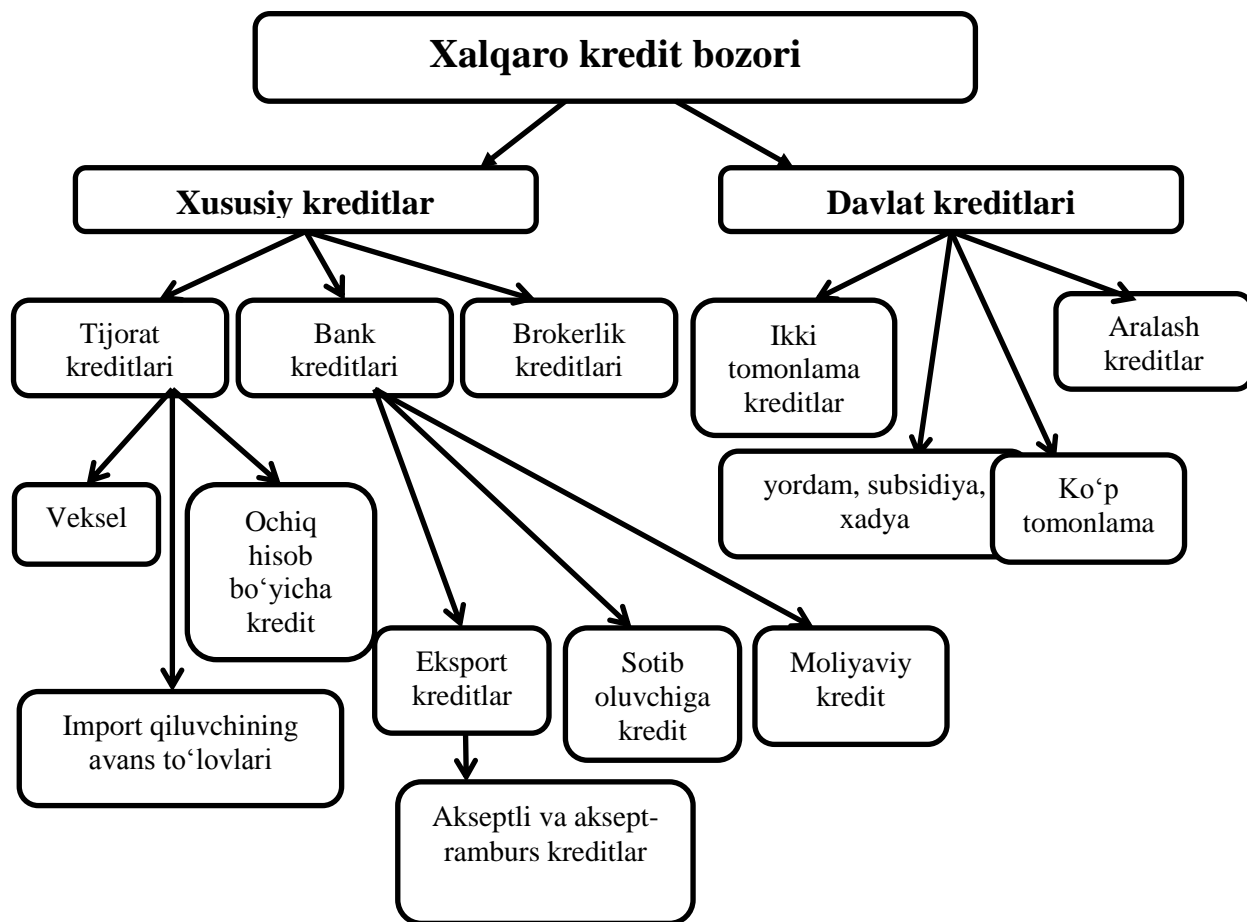 Xalqaro kredit bozori
Xususiy kreditlar
Davlat kreditlari
Tijorat
kreditlari
Bank
kreditlari
Brokerlik
kreditlari
Ikki
tomonlama
kreditlar
Aralash
kreditlar
Veksel
Ochiq
hisob
bo‘yicha
kredit
yordam, subsidiya,
xadya
Ko‘p
tomonlama
Import qiluvchining
avans to‘lovlari
Eksport
kreditlar
Sotib
oluvchiga
kredit
Moliyaviy
kredit
Akseptli va aksept-
ramburs kreditlar